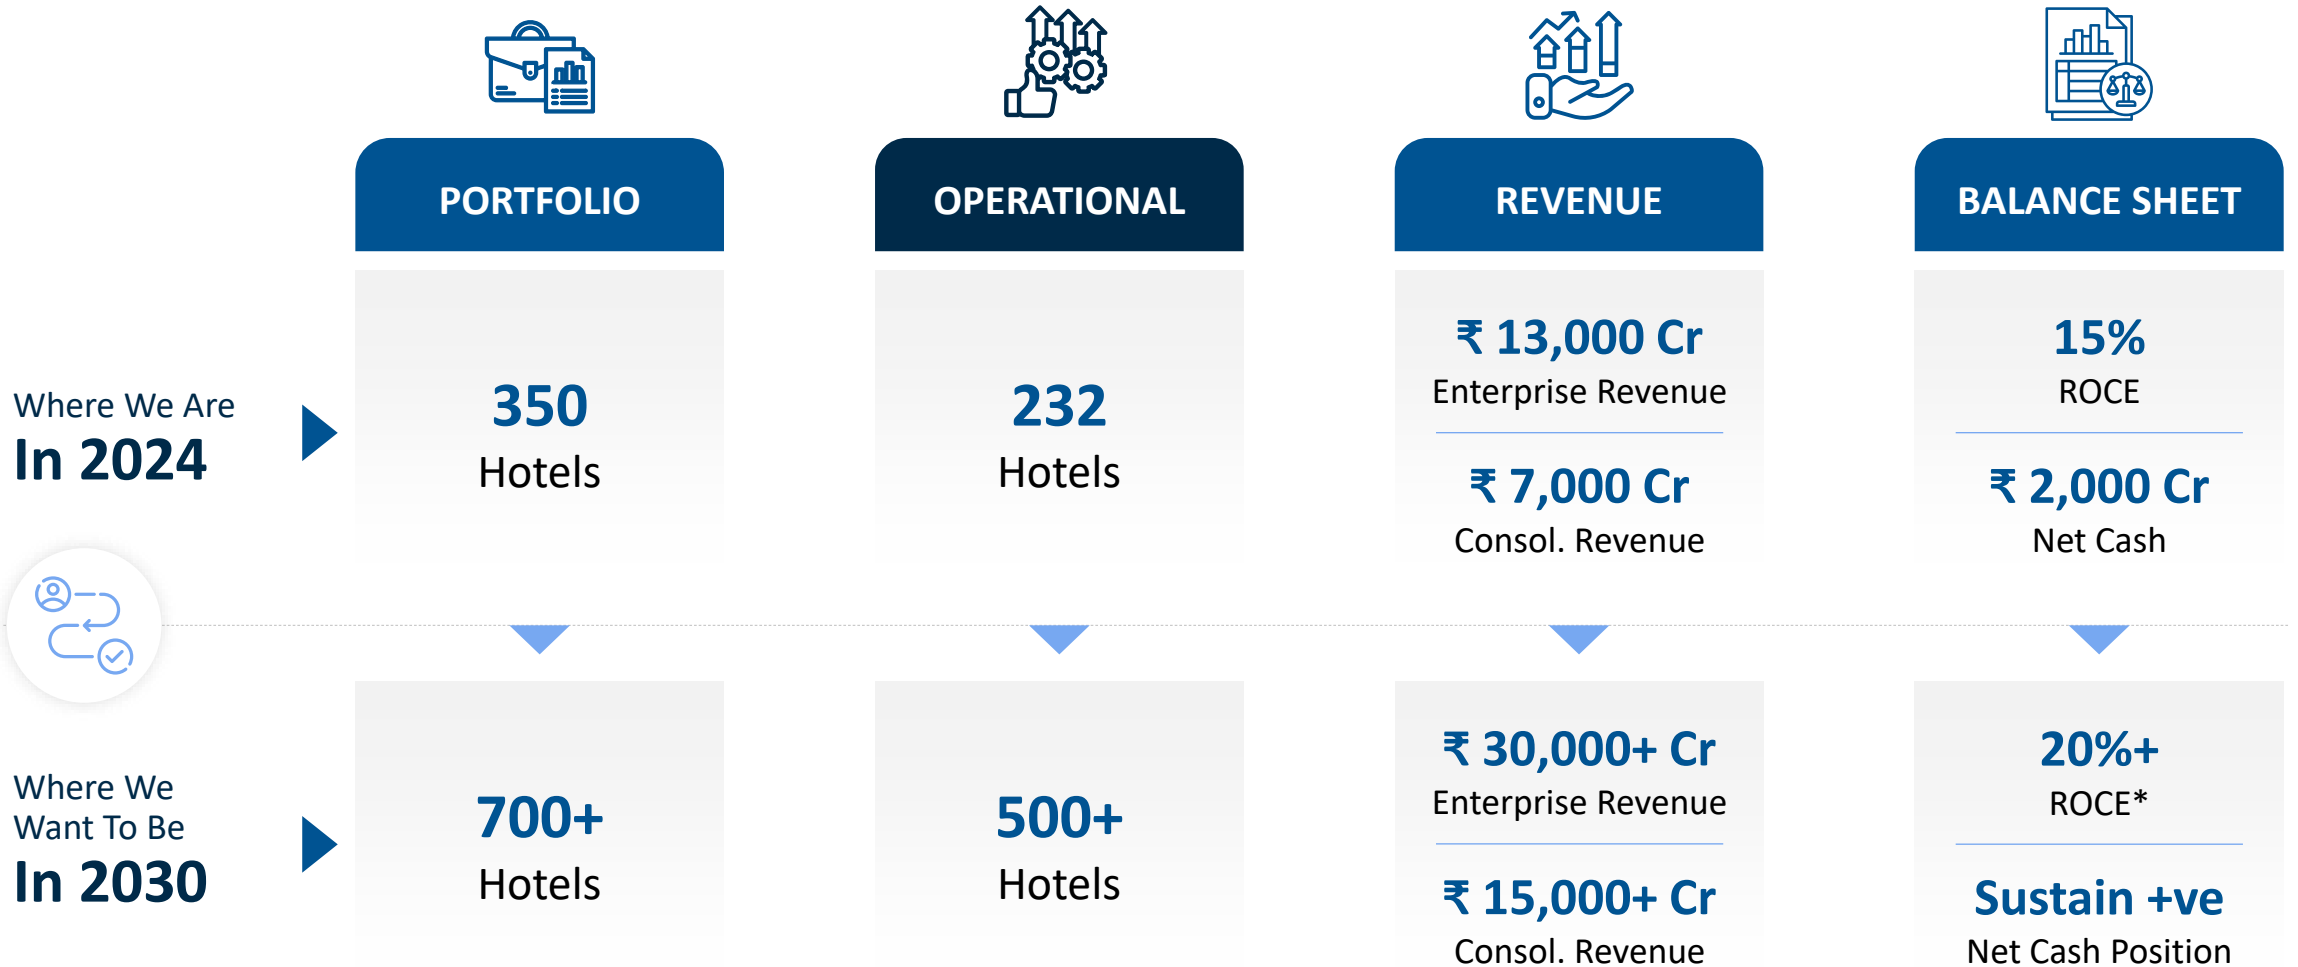 PORTFOLIO
OPERATIONAL
REVENUE
BALANCE SHEET
Where We Are
In 2024
350
Hotels
232
Hotels
₹ 13,000 Cr
Enterprise Revenue
₹ 7,000 Cr
Consol. Revenue
15%
ROCE
₹ 2,000 Cr
Net Cash
Where We
Want To Be
In 2030
700+
Hotels
500+
Hotels
₹ 30,000+ Cr
Enterprise Revenue
₹ 15,000+ Cr
Consol. Revenue
20%+
ROCE*
Sustain +ve
Net Cash Position